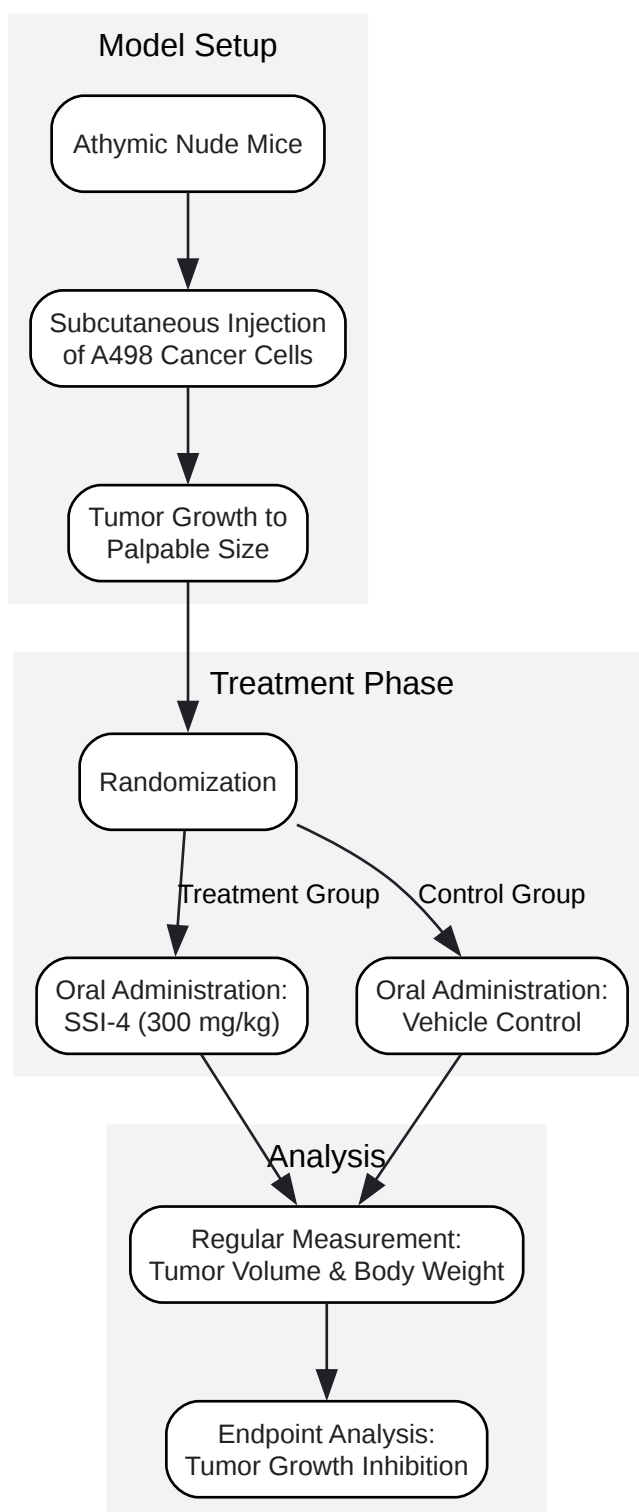 Model Setup
Athymic Nude Mice
Subcutaneous Injection
of A498 Cancer Cells
Tumor Growth to
Palpable Size
Treatment Phase
Randomization
Treatment Group
Control Group
Oral Administration:
SSI-4 (300 mg/kg)
Oral Administration:
Vehicle Control
Analysis
Regular Measurement:
Tumor Volume & Body Weight
Endpoint Analysis:
Tumor Growth Inhibition